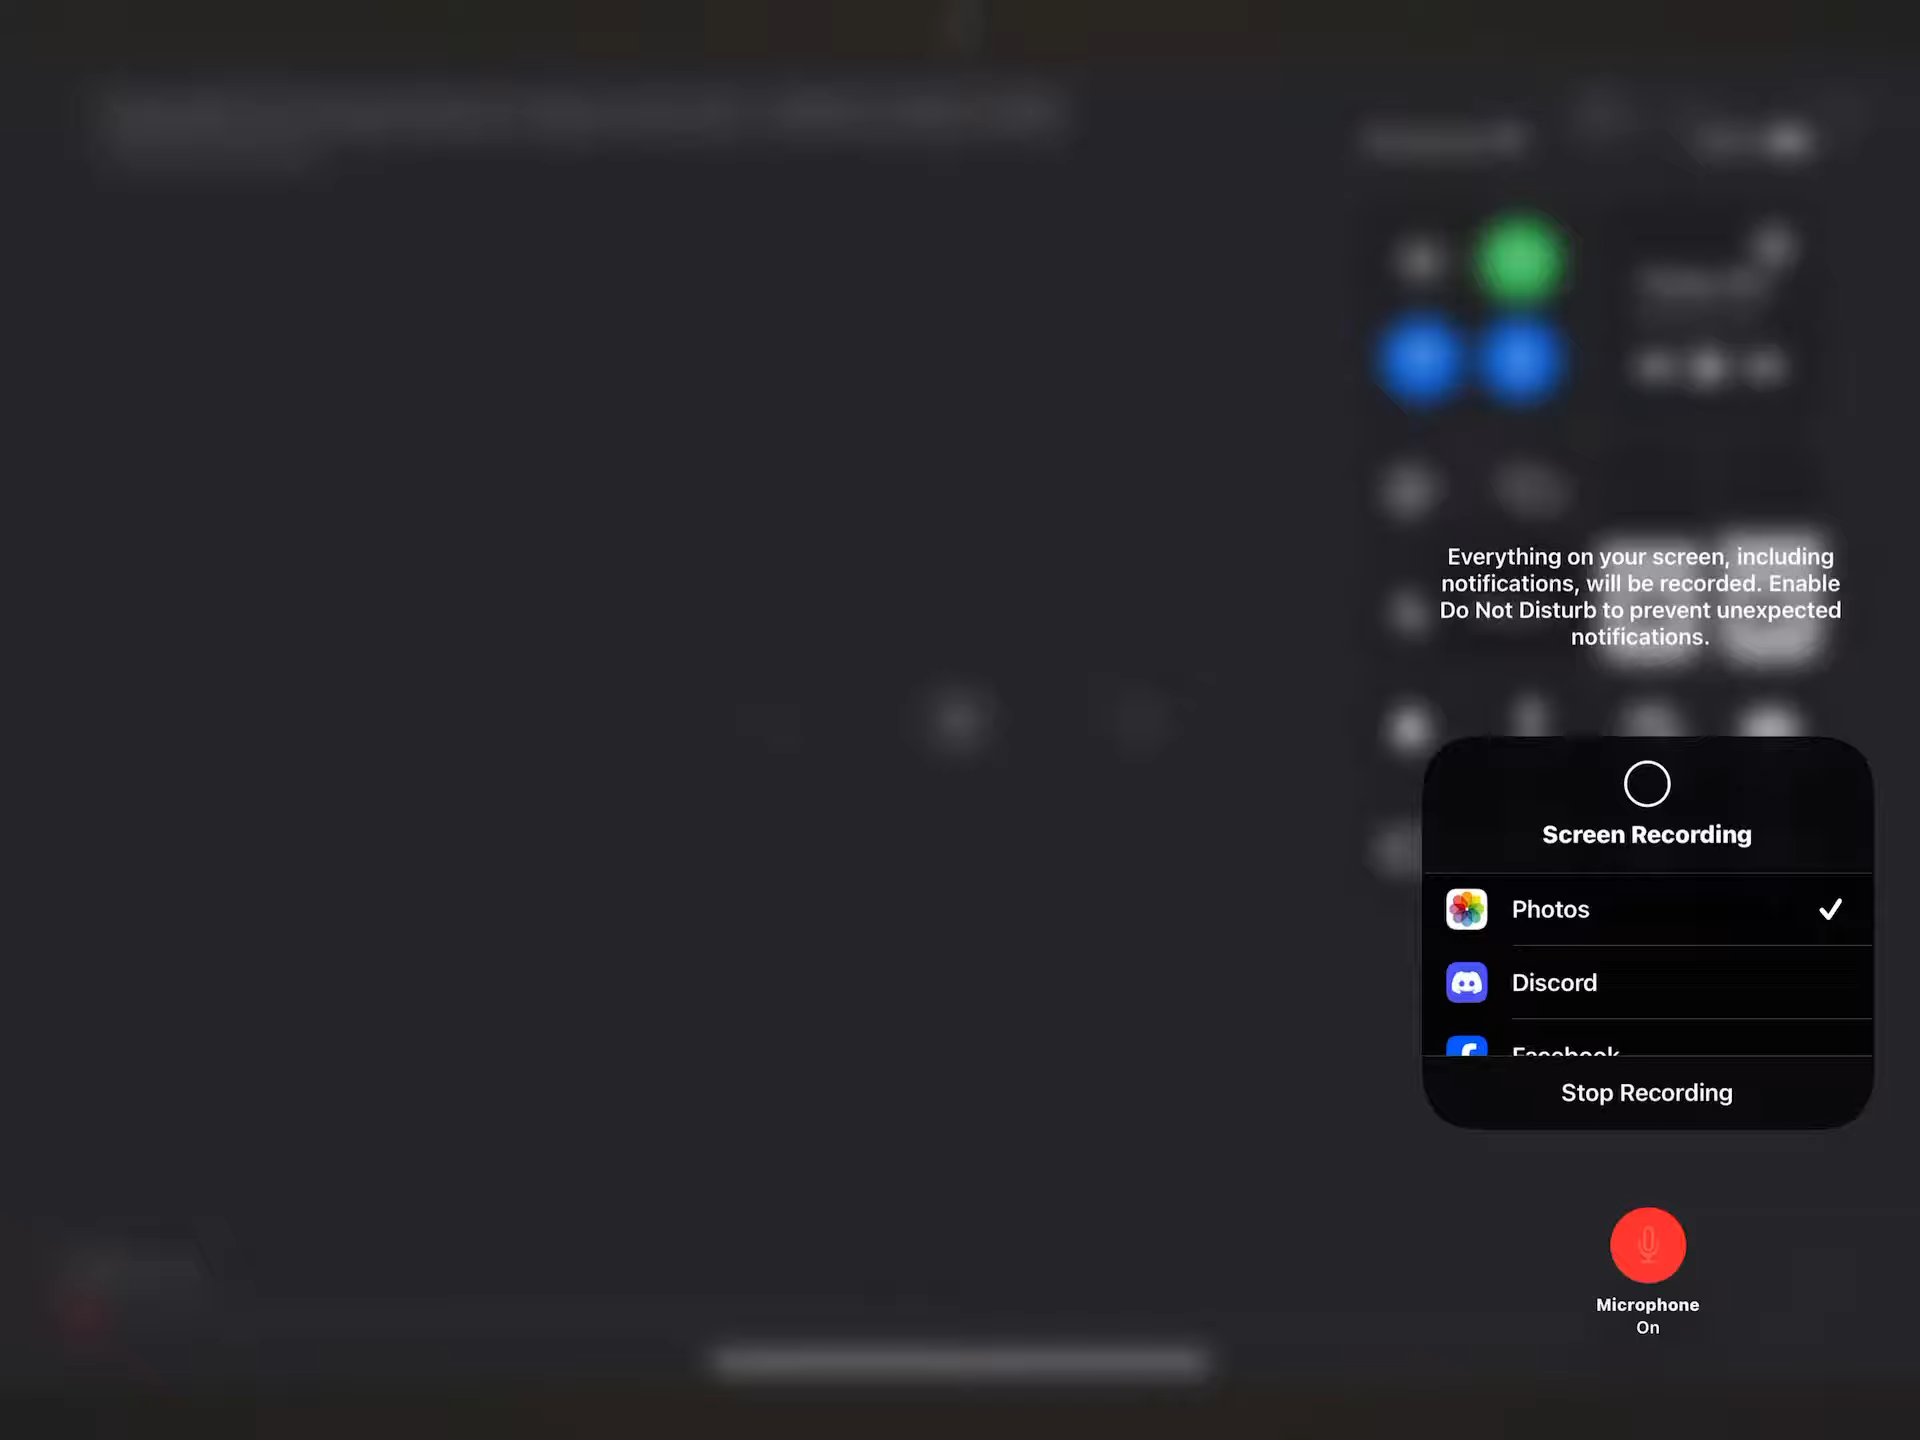 Everything on your screen, including
notifications, will be recorded. Enable
Do Not Disturb to prevent unexpected
notifications.
Screen Recording
Photos
Discord
Facebook
Stop Recording
Microphone
On